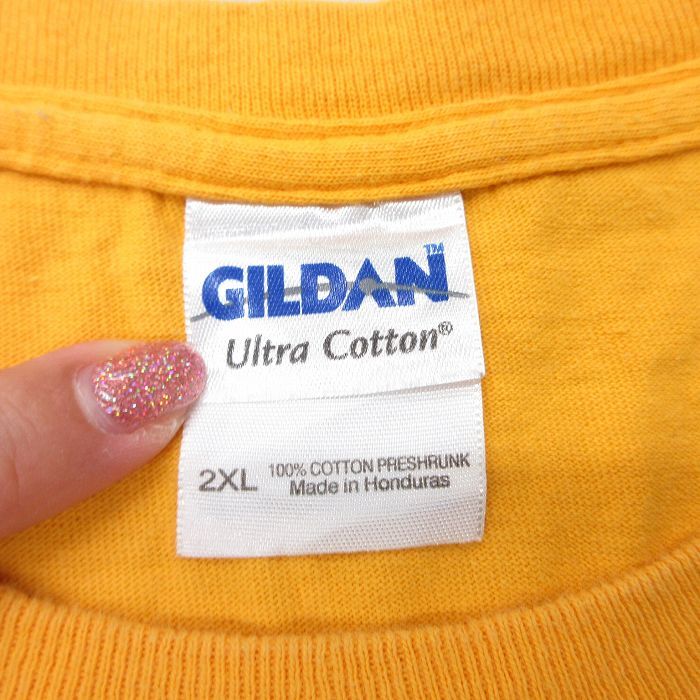 GILDAN™
Ultra Cotton®
2XL 100% COTTON PRESHRUNK
Made in Honduras